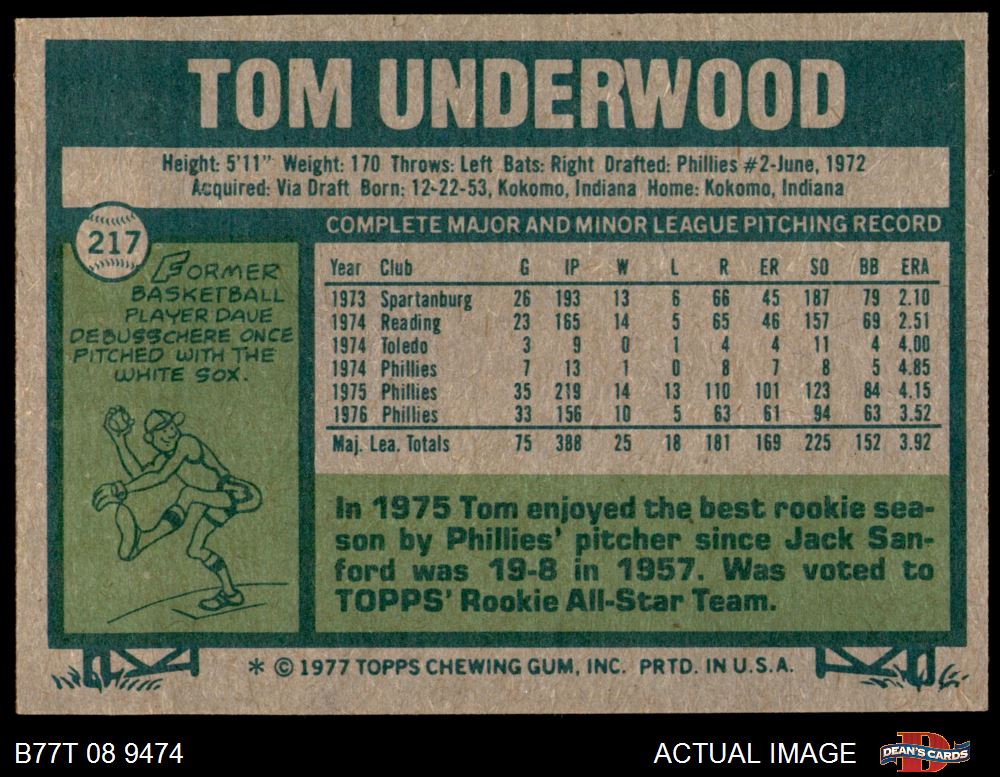 TOM UNDERWOOD
Height: 5'11" Weight: 170 Throws: Left Bats: Right Drafted: Phillies #2-June, 1972
Acquired: Via Draft Born: 12-22-53, Kokomo, Indiana Home: Kokomo, Indiana
217
FORMER
BASKETBALL
PLAYER DAVE
DEBUSSCHERE ONCE
PITCHED WITH THE
WHITE SOX.
COMPLETE MAJOR AND MINOR LEAGUE PITCHING RECORD
Year Club G IP W L R ER SO BB ERA
1973 Spartanburg 26 193 13 6 66 45 187 79 2.10
1974 Reading 23 165 14 5 65 46 157 69 2.51
1974 Toledo 3 9 0 1 4 4 11 4 4.00
1974 Phillies 7 13 1 0 8 7 8 5 4.85
1975 Phillies 35 219 14 13 110 101 123 84 4.15
1976 Phillies 33 156 10 5 63 61 94 63 3.52
Maj. Lea. Totals 75 388 25 18 181 169 225 152 3.92
In 1975 Tom enjoyed the best rookie sea-
son by Phillies' pitcher since Jack San-
ford was 19-8 in 1957. Was voted to
TOPPS' Rookie All-Star Team.
* © 1977 TOPPS CHEWING GUM, INC. PRTD. IN U.S.A.
B77T 08 9474
ACTUAL IMAGE
D
DEAN'S CARDS